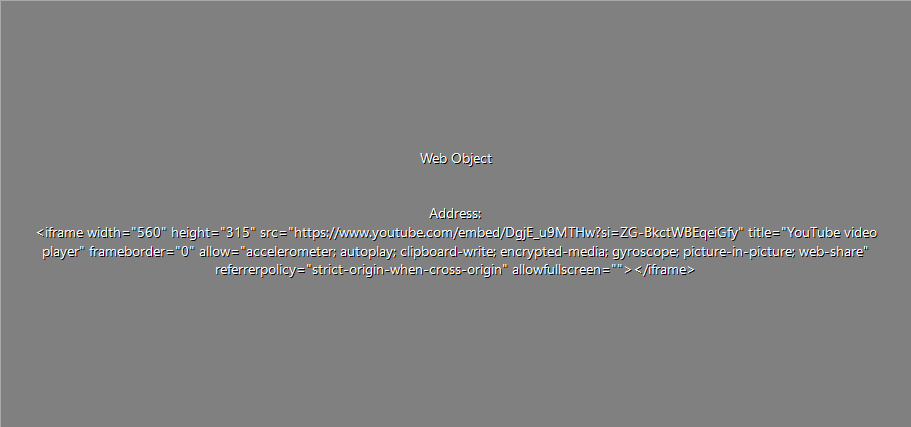 Web Object
Address:
<iframe width="560" height="315" src="https://www.youtube.com/embed/DgjE_u9MTHw?si=ZG-BkctWBEqeiGfy" title="YouTube video
player" frameborder="0" allow="accelerometer; autoplay; clipboard-write; encrypted-media; gyroscope; picture-in-picture; web-share"
referrerpolicy="strict-origin-when-cross-origin" allowfullscreen=""></iframe>